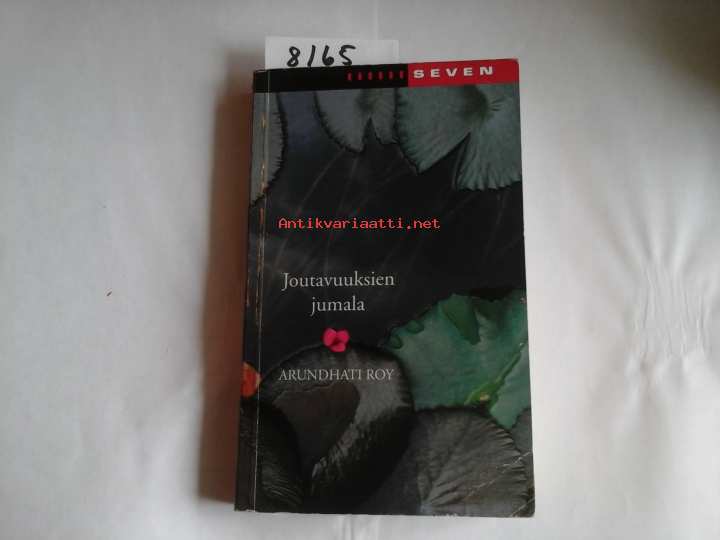 8165
SEVEN
Antikvariaatti.net
Joutavuuksien
jumala
ARUNDHATI ROY